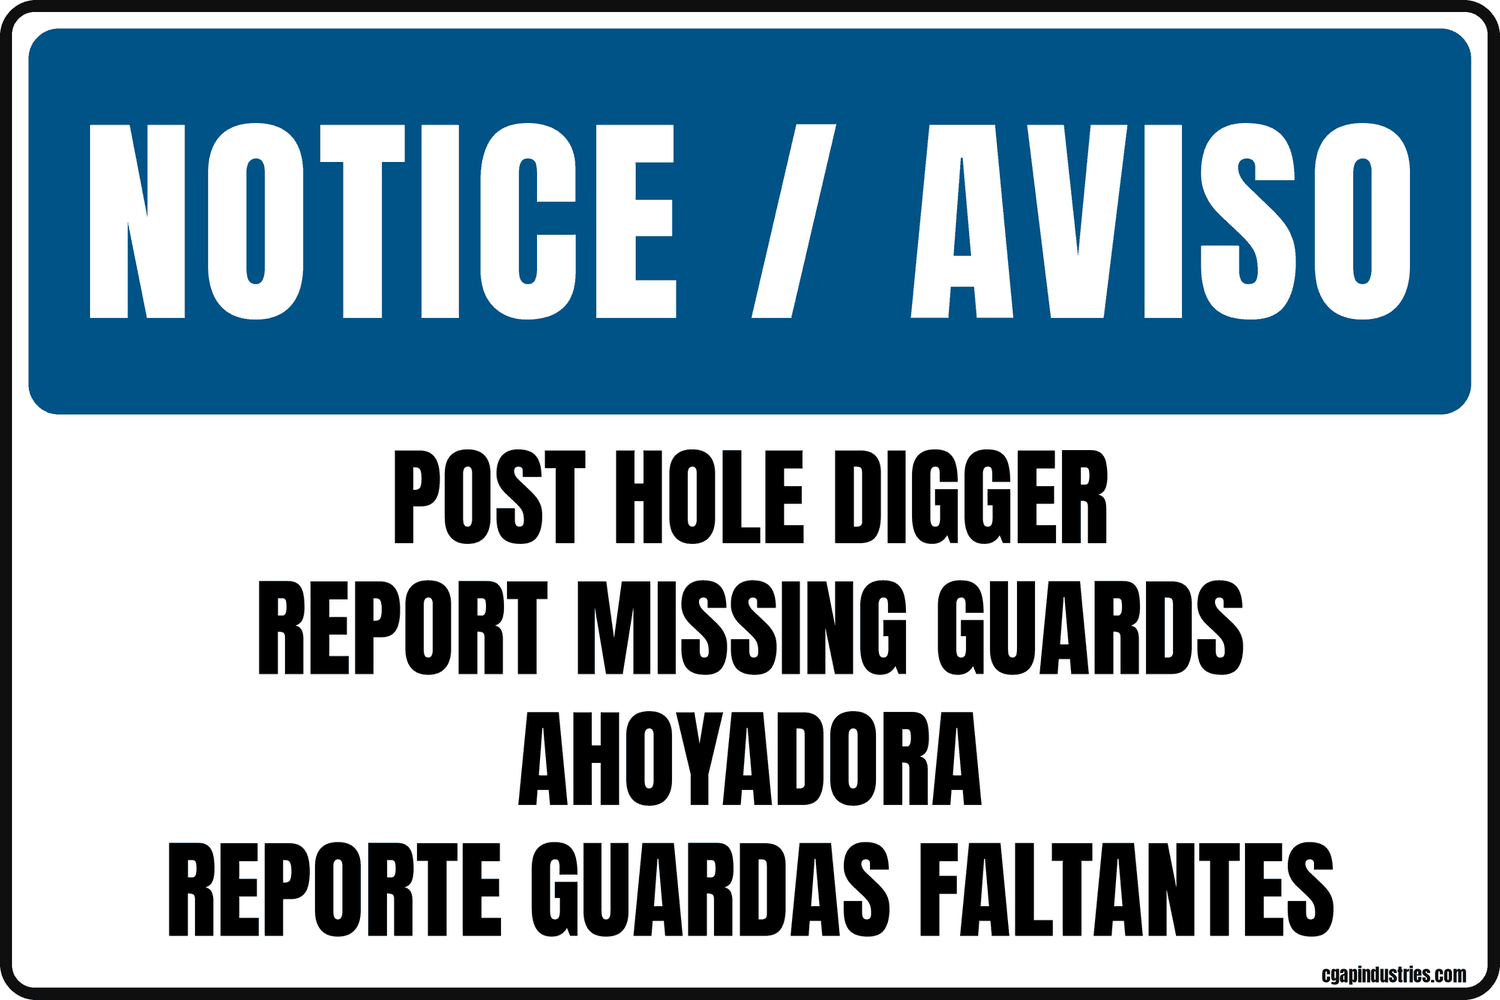 NOTICE / AVISO
POST HOLE DIGGER
REPORT MISSING GUARDS
AHOYADORA
REPORTE GUARDAS FALTANTES
cgapindustries.com